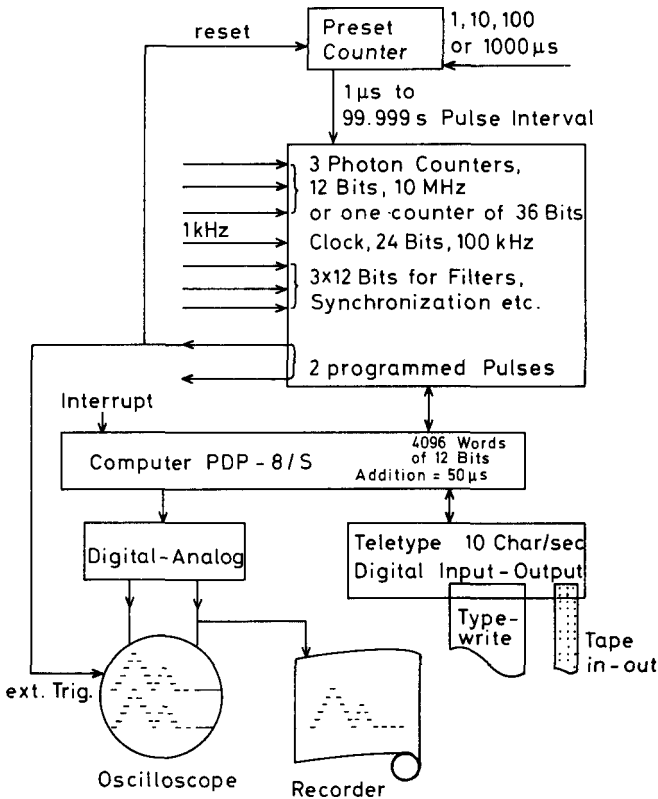 reset
Preset
Counter
1, 10, 100
or 1000 μs
1 μs to
99.999 s Pulse Interval
3 Photon Counters,
12 Bits, 10 MHz
or one counter of 36 Bits
1 kHz
Clock, 24 Bits, 100 kHz
3x12 Bits for Filters,
Synchronization etc.
2 programmed Pulses
Interrupt
Computer PDP - 8/S
4096 Words
of 12 Bits
Addition = 50 μs
Digital-Analog
Teletype 10 Char/sec
Digital Input-Output
Type-
write
Tape
in-out
ext. Trig.
Oscilloscope
Recorder